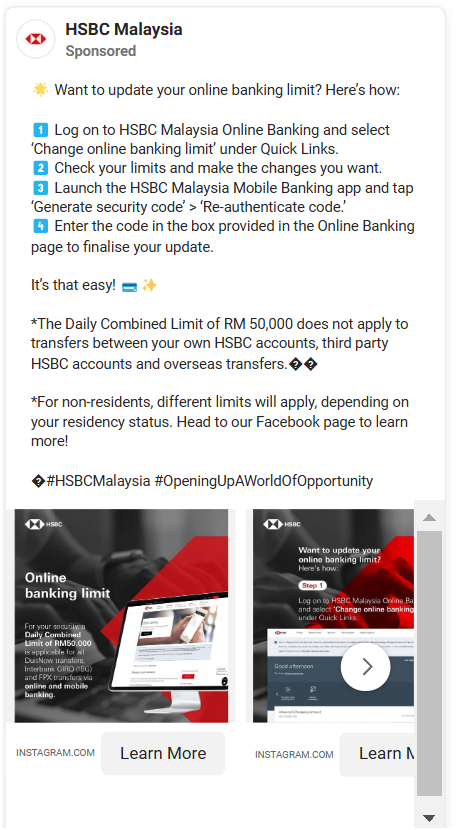 HSBC Malaysia
Sponsored
🌟 Want to update your online banking limit? Here’s how:
1️⃣ Log on to HSBC Malaysia Online Banking and select
‘Change online banking limit’ under Quick Links.
2️⃣ Check your limits and make the changes you want.
3️⃣ Launch the HSBC Malaysia Mobile Banking app and tap
‘Generate security code’ > ‘Re-authenticate code.’
4️⃣ Enter the code in the box provided in the Online Banking
page to finalise your update.
It’s that easy! 💳✨
*The Daily Combined Limit of RM 50,000 does not apply to
transfers between your own HSBC accounts, third party
HSBC accounts and overseas transfers.��
*For non-residents, different limits will apply, depending on
your residency status. Head to our Facebook page to learn
more!
�#HSBCMalaysia #OpeningUpAWorldOfOpportunity
HSBC
Online
banking limit
For your security, a
Daily Combined
Limit of RM50,000
is applicable for all
DuitNow transfers,
Interbank GIRO (IBG)
and FPX transfers via
online and mobile
banking.
HSBC
Want to update your
online banking limit?
Here's how:
Step 1
Log on to HSBC Malaysia Online Ba
and select 'Change online banking
under Quick Links.
Good afternoon
INSTAGRAM.COM
Learn More
INSTAGRAM.COM
Learn M